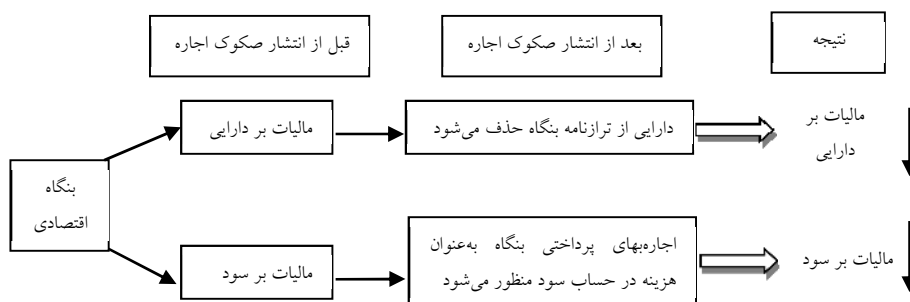 قبل از انتشار صکوک اجاره
بعد از انتشار صکوک اجاره
نتیجه
بنگاه
اقتصادی
مالیات بر دارایی
دارایی از ترازنامه بنگاه حذف می‌شود
مالیات بر
دارایی
مالیات بر سود
اجاره‌بهای پرداختی بنگاه به‌عنوان
هزینه در حساب سود منظور می‌شود
مالیات بر سود